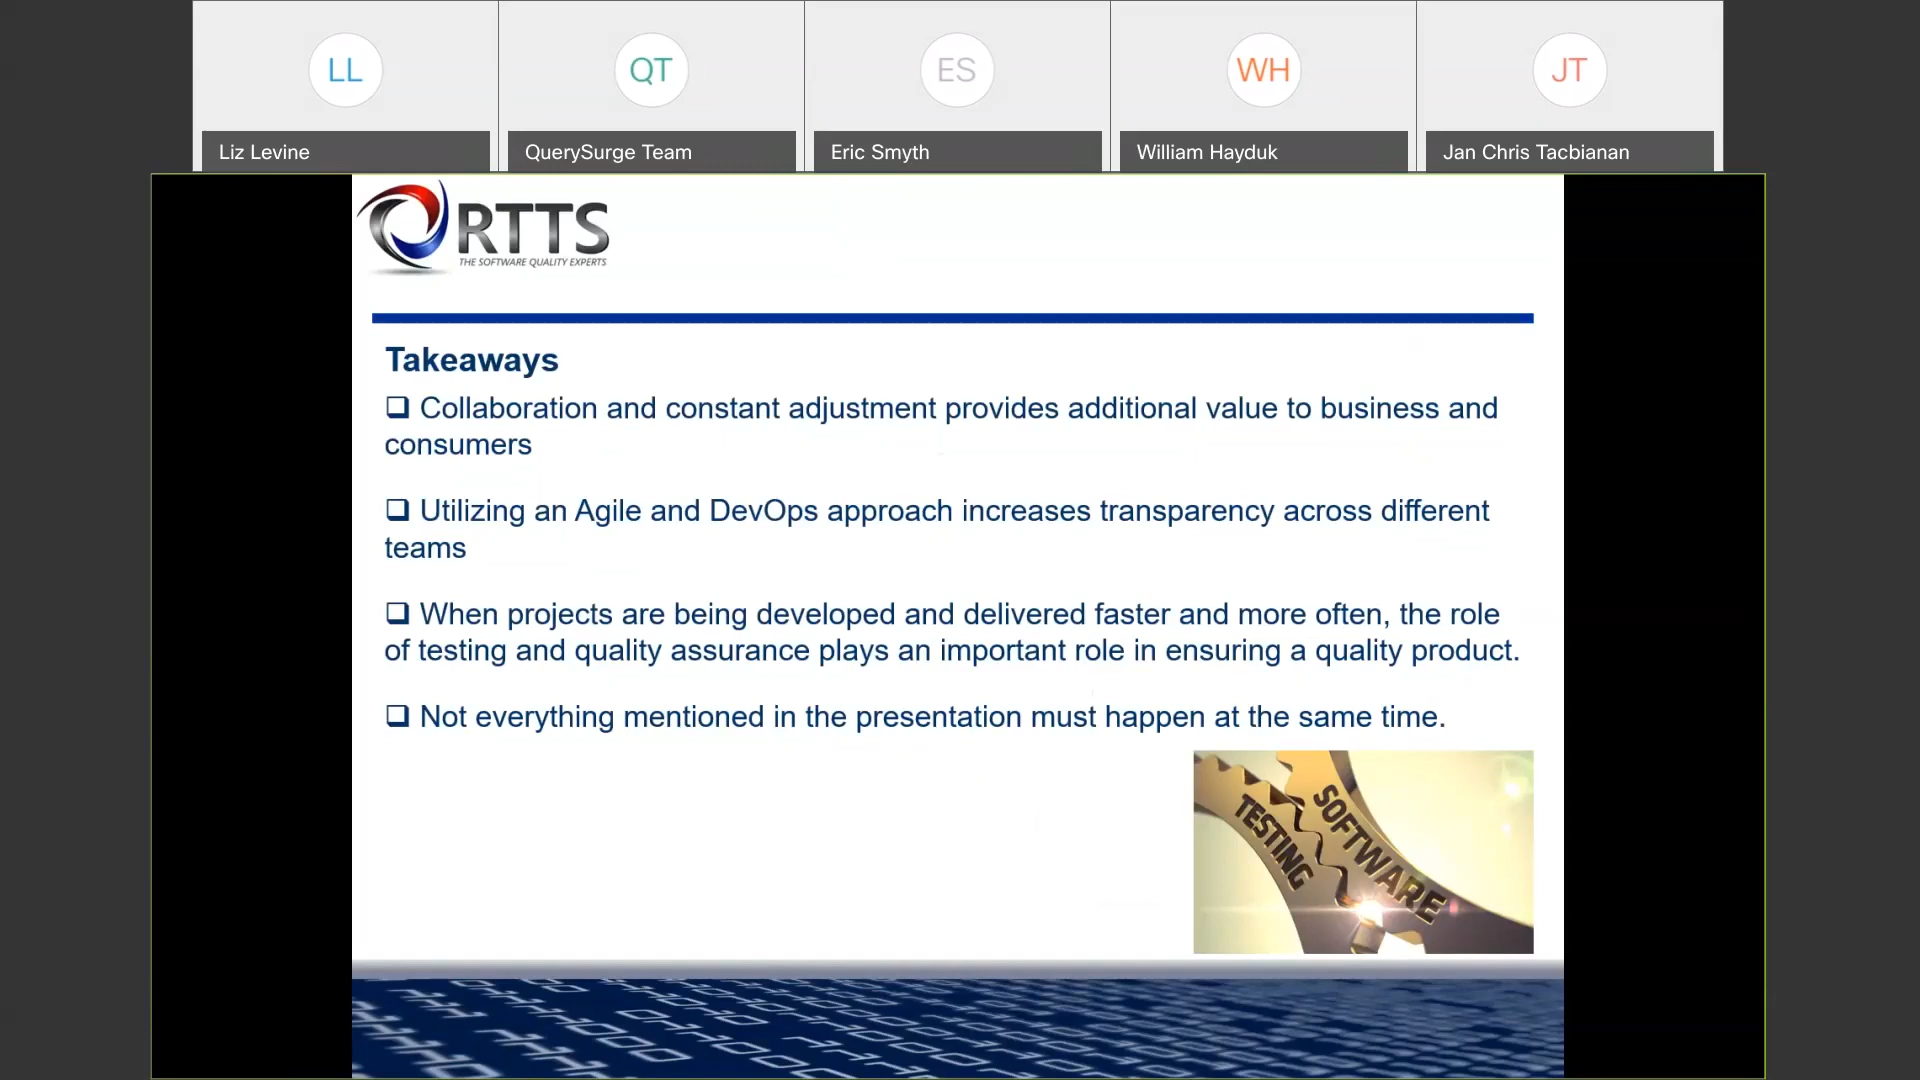 LL QT ES WH JT
Liz Levine QuerySurge Team Eric Smyth William Hayduk Jan Chris Tacbianan
RTTS
THE SOFTWARE QUALITY EXPERTS
Takeaways
❑ Collaboration and constant adjustment provides additional value to business and
consumers
❑ Utilizing an Agile and DevOps approach increases transparency across different
teams
❑ When projects are being developed and delivered faster and more often, the role
of testing and quality assurance plays an important role in ensuring a quality product.
❑ Not everything mentioned in the presentation must happen at the same time.
TESTING
SOFTWARE